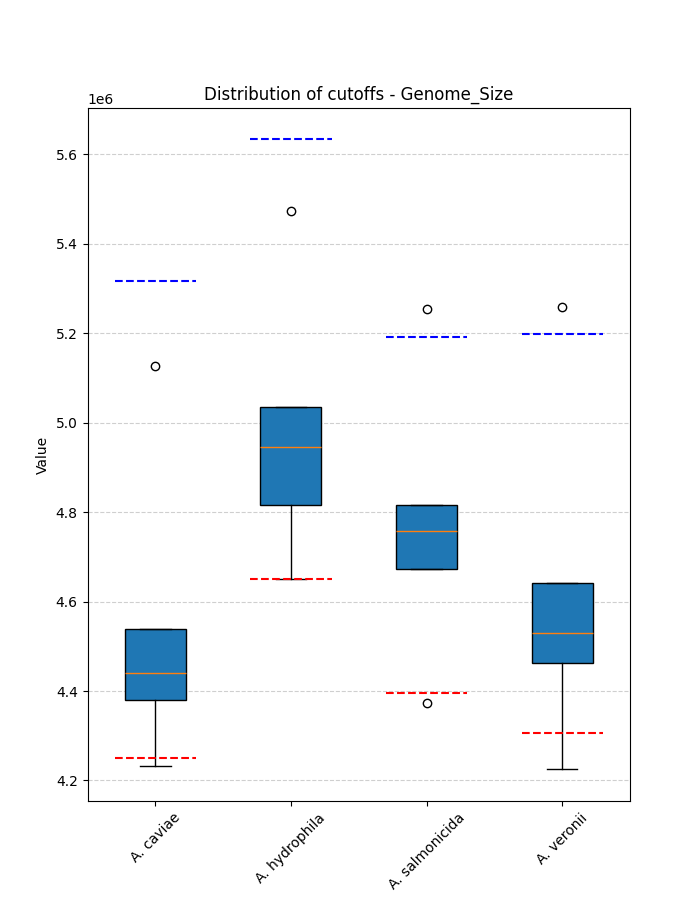 Distribution of cutoffs - Genome_Size
1e6
5.6
5.4
5.2
5.0
4.8
4.6
4.4
4.2
Value
A. caviae
A. hydrophila
A. salmonicida
A. veronii